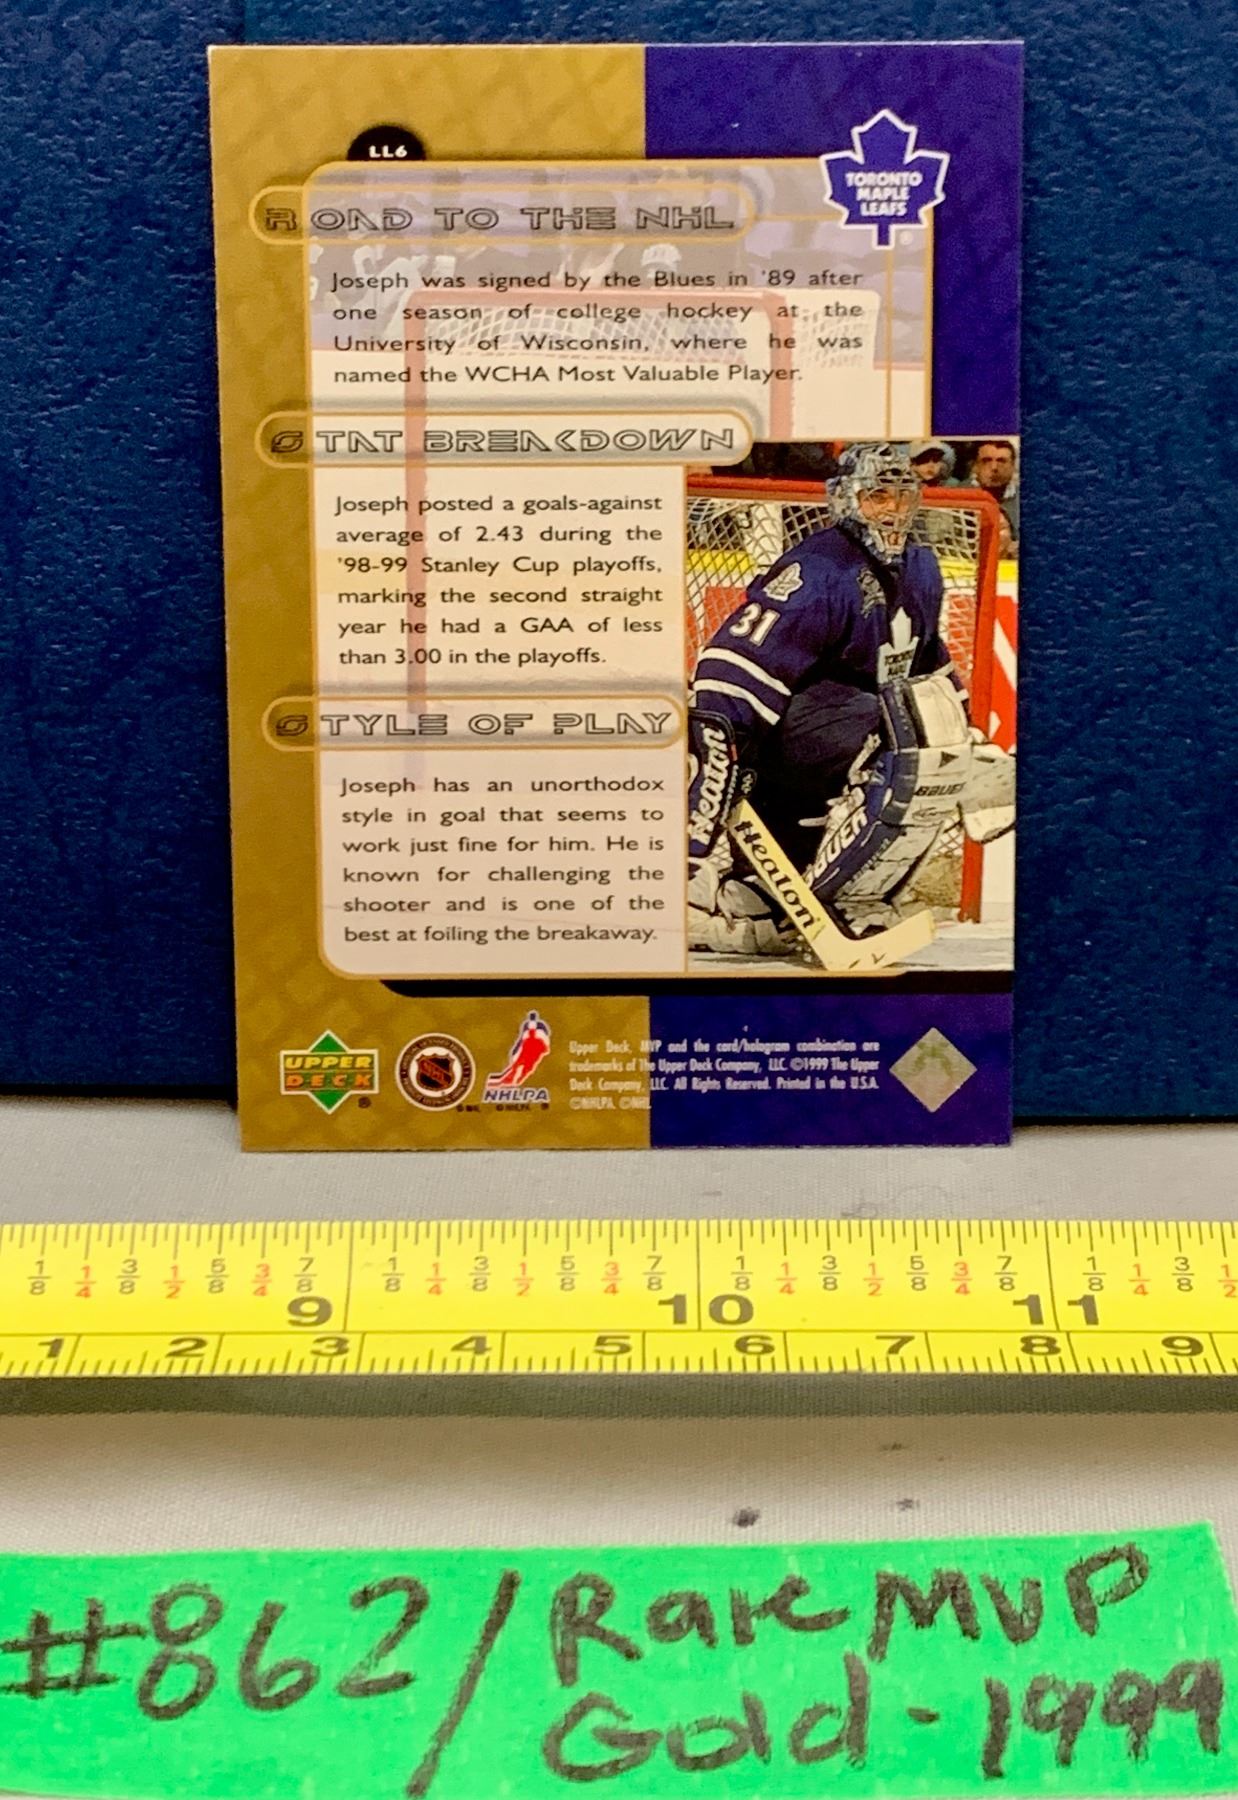 LL6
TORONTO
MAPLE
LEAFS
ROAD TO THE NHL
Joseph was signed by the Blues in '89 after
one season of college hockey at the
University of Wisconsin, where he was
named the WCHA Most Valuable Player.
STAT BREAKDOWN
Joseph posted a goals-against
average of 2.43 during the
'98-99 Stanley Cup playoffs,
marking the second straight
year he had a GAA of less
than 3.00 in the playoffs.
31
TORONTO
Heaton
BAUER
BAUER
Heaton
STYLE OF PLAY
Joseph has an unorthodox
style in goal that seems to
work just fine for him. He is
known for challenging the
shooter and is one of the
best at foiling the breakaway.
UPPER
DECK
NHL
NHLPA
Upper Deck, MVP and the card/hologram combination are
trademarks of The Upper Deck Company, LLC. ©1999 The Upper
Deck Company, LLC. All Rights Reserved. Printed in the U.S.A.
©NHLPA. ©NHL
1/8 1/4 3/8 1/2 5/8 3/4 7/8 1/8 1/4 3/8 1/2 5/8 3/4 7/8 1/8 1/4 3/8 1/2 5/8 3/4 7/8 1/8 1/4 3/8 1/2
9 10 10 11 11
1 2 3 4 5 6 7 8 9
#862/Rare MVP
Gold-1999